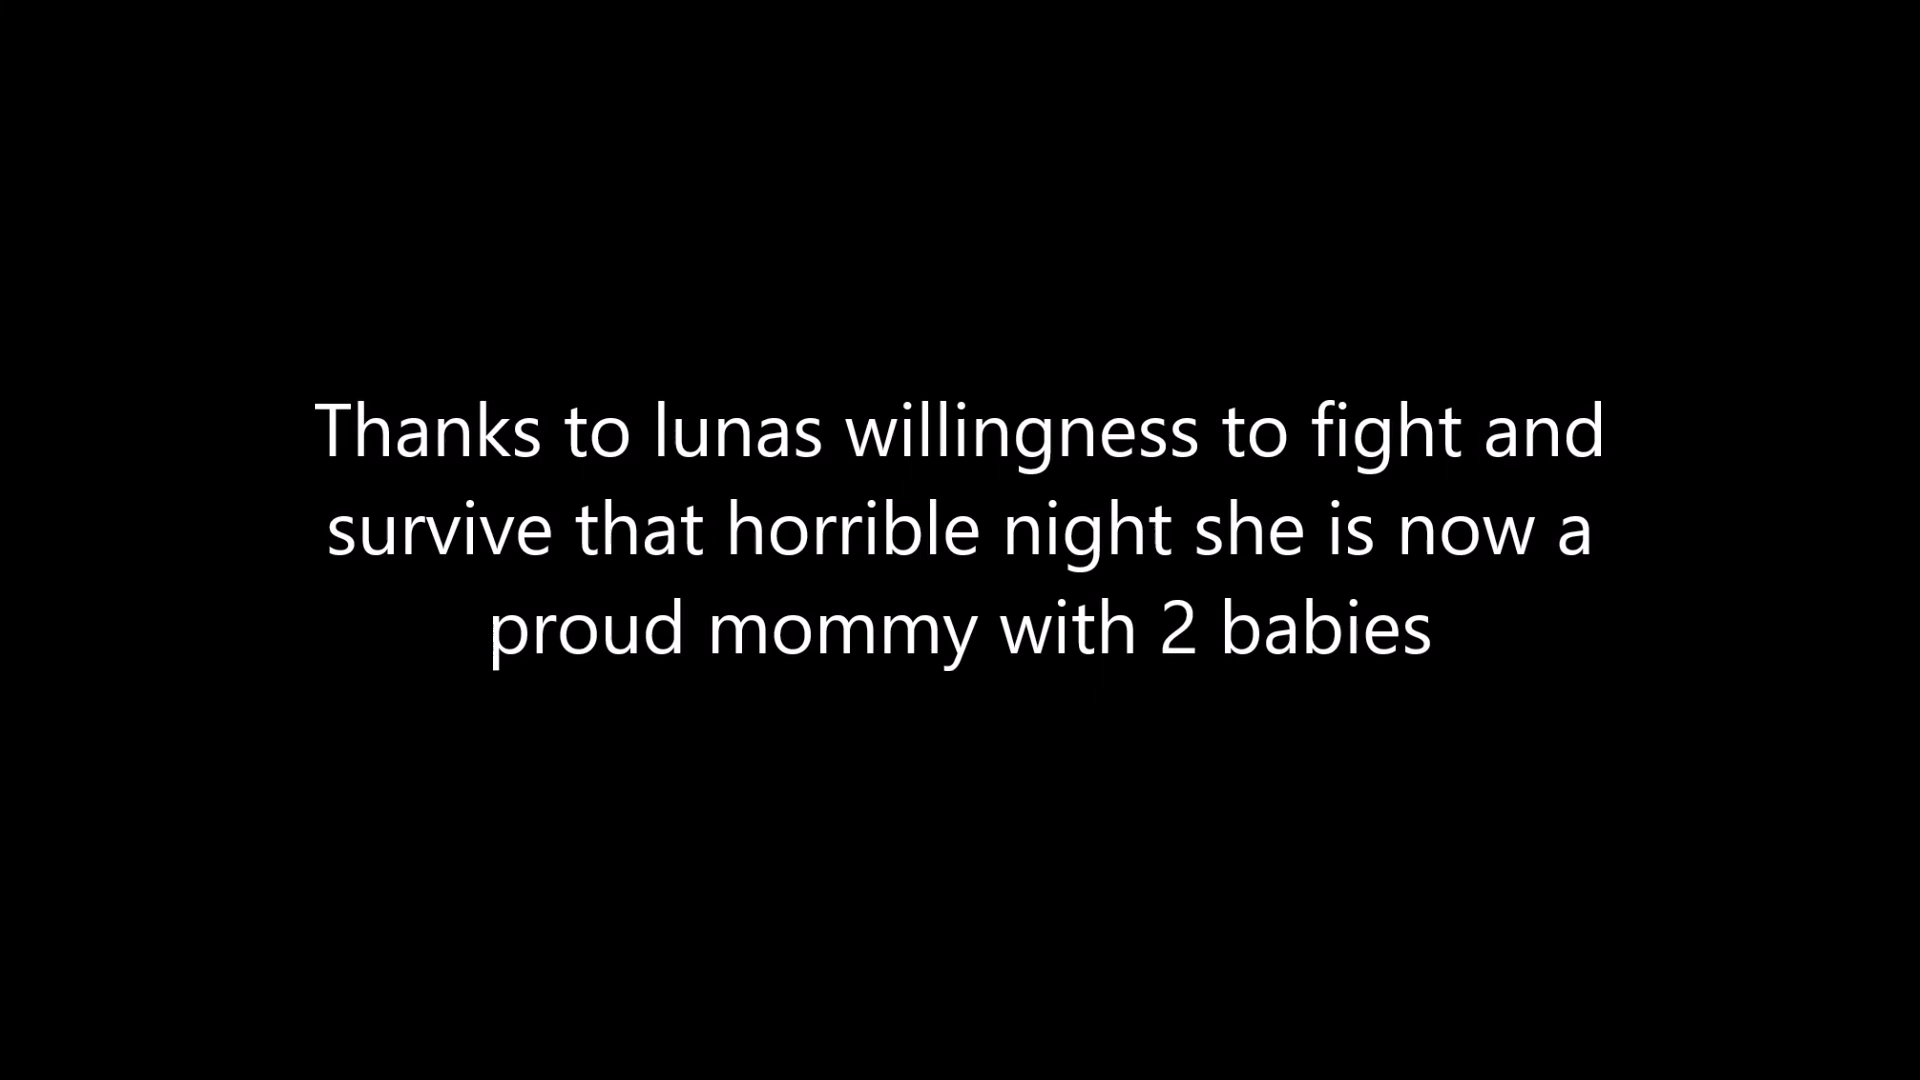 Thanks to lunas willingness to fight and
survive that horrible night she is now a
proud mommy with 2 babies